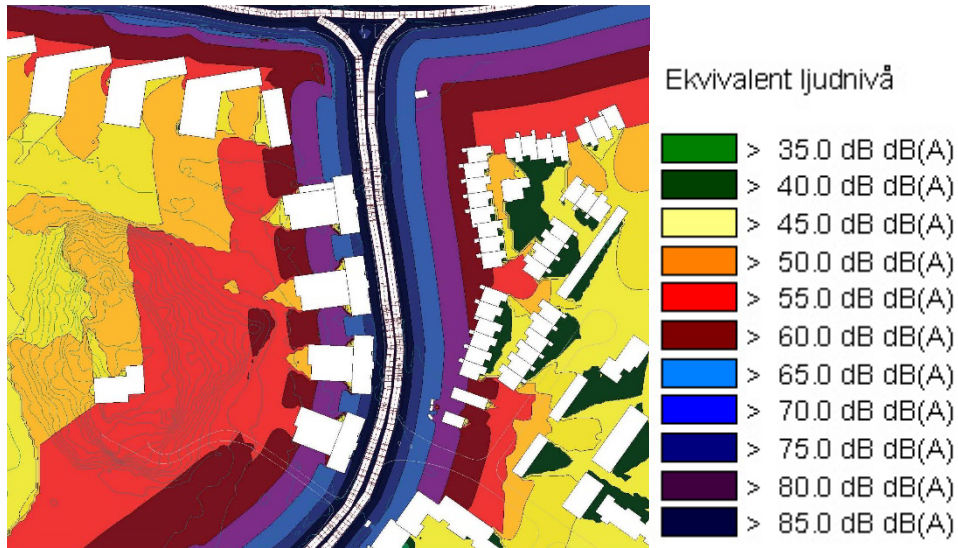 Ekvivalent ljudnivå
> 35.0 dB dB(A)
> 40.0 dB dB(A)
> 45.0 dB dB(A)
> 50.0 dB dB(A)
> 55.0 dB dB(A)
> 60.0 dB dB(A)
> 65.0 dB dB(A)
> 70.0 dB dB(A)
> 75.0 dB dB(A)
> 80.0 dB dB(A)
> 85.0 dB dB(A)